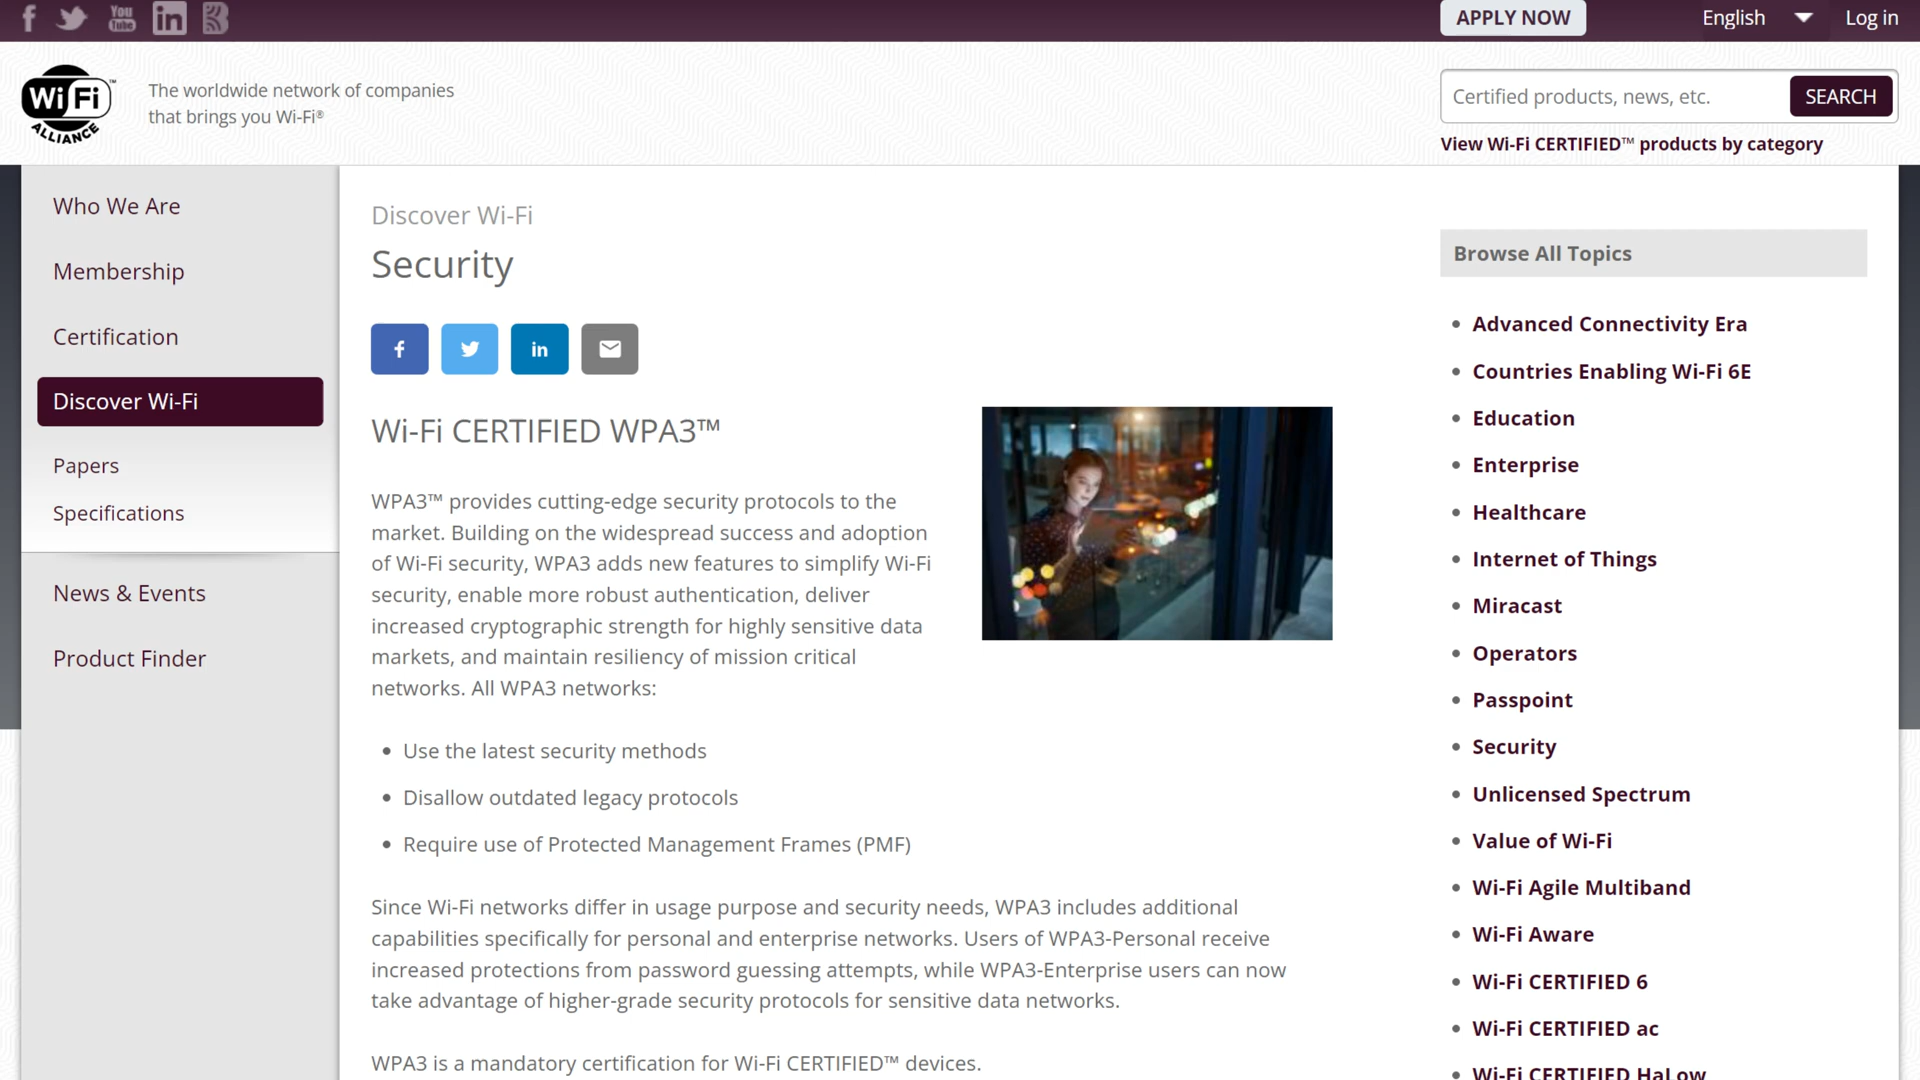 You
Tube
in
APPLY NOW
English
Log in
Wi Fi™
ALLIANCE
The worldwide network of companies
that brings you Wi-Fi®
Certified products, news, etc.
SEARCH
View Wi-Fi CERTIFIED™ products by category
Who We Are
Membership
Certification
Discover Wi-Fi
Papers
Specifications
News & Events
Product Finder
Discover Wi-Fi
Security
f
in
Wi-Fi CERTIFIED WPA3™
WPA3™ provides cutting-edge security protocols to the
market. Building on the widespread success and adoption
of Wi-Fi security, WPA3 adds new features to simplify Wi-Fi
security, enable more robust authentication, deliver
increased cryptographic strength for highly sensitive data
markets, and maintain resiliency of mission critical
networks. All WPA3 networks:
• Use the latest security methods
• Disallow outdated legacy protocols
• Require use of Protected Management Frames (PMF)
Since Wi-Fi networks differ in usage purpose and security needs, WPA3 includes additional
capabilities specifically for personal and enterprise networks. Users of WPA3-Personal receive
increased protections from password guessing attempts, while WPA3-Enterprise users can now
take advantage of higher-grade security protocols for sensitive data networks.
WPA3 is a mandatory certification for Wi-Fi CERTIFIED™ devices.
Browse All Topics
• Advanced Connectivity Era
• Countries Enabling Wi-Fi 6E
• Education
• Enterprise
• Healthcare
• Internet of Things
• Miracast
• Operators
• Passpoint
• Security
• Unlicensed Spectrum
• Value of Wi-Fi
• Wi-Fi Agile Multiband
• Wi-Fi Aware
• Wi-Fi CERTIFIED 6
• Wi-Fi CERTIFIED ac
• Wi-Fi CERTIFIED HaLow